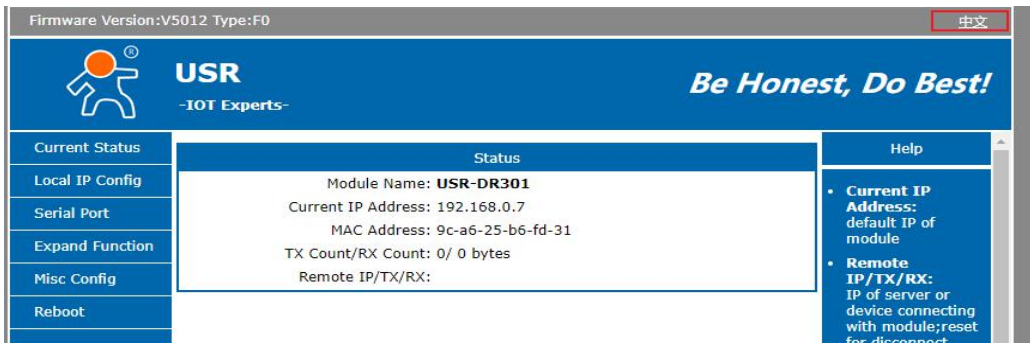 Firmware Version:V5012 Type:F0
中文
®
USR
-IOT Experts-
Be Honest, Do Best!
Current Status
Local IP Config
Serial Port
Expand Function
Misc Config
Reboot
Status
Module Name: USR-DR301
Current IP Address: 192.168.0.7
MAC Address: 9c-a6-25-b6-fd-31
TX Count/RX Count: 0/ 0 bytes
Remote IP/TX/RX:
Help
• Current IP
Address:
default IP of
module
• Remote
IP/TX/RX:
IP of server or
device connecting
with module;reset
for disconnect